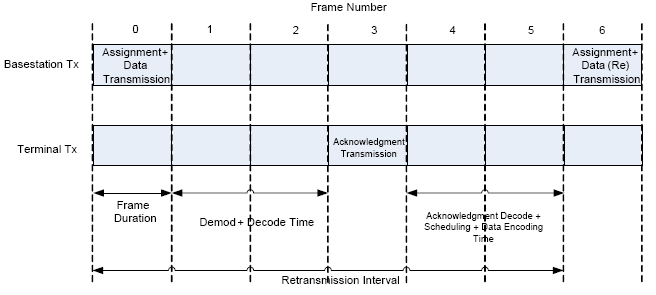 Frame Number
0 1 2 3 4 5 6
Basestation Tx
Assignment+
Data
Transmission
Assignment+
Data (Re)
Transmission
Terminal Tx
Acknowledgment
Transmission
Frame
Duration
Demod + Decode Time
Acknowledgment Decode +
Scheduling + Data Encoding
Time
Retransmission Interval